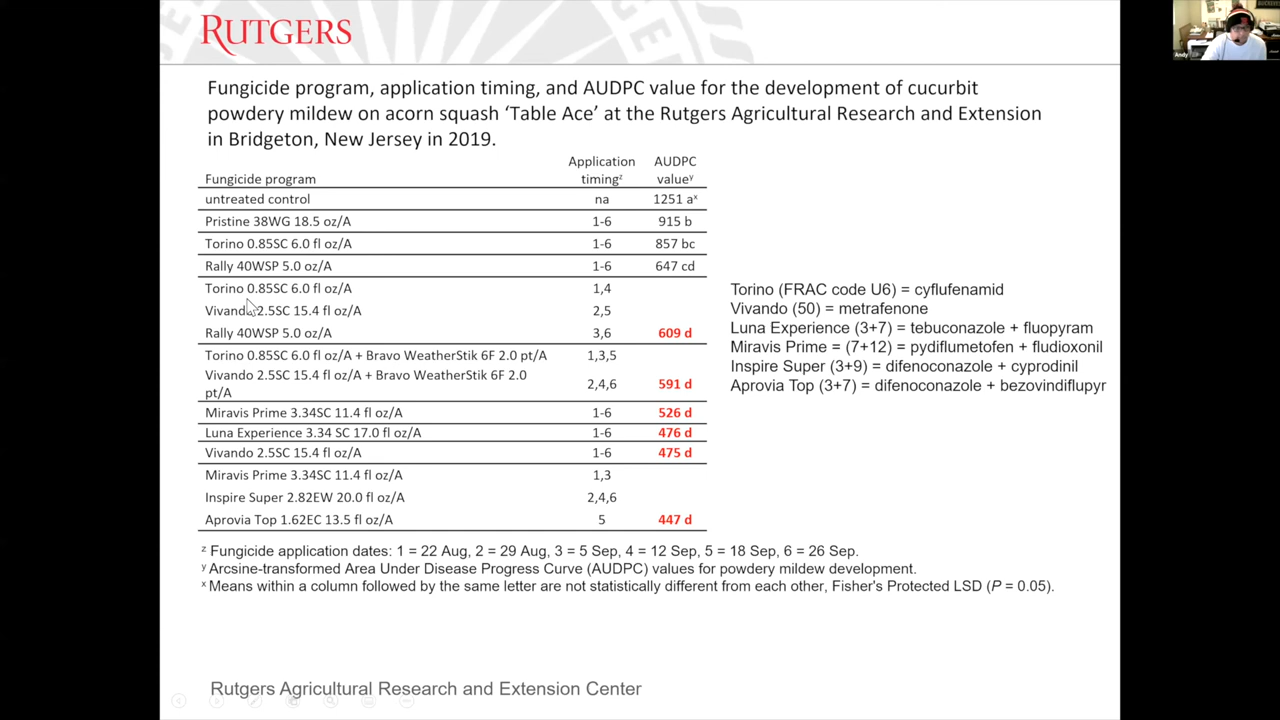 RUTGERS
Fungicide program, application timing, and AUDPC value for the development of cucurbit
powdery mildew on acorn squash ‘Table Ace’ at the Rutgers Agricultural Research and Extension
in Bridgeton, New Jersey in 2019.
Application AUDPC
Fungicide program timingᶻ valueʸ
untreated control na 1251 aˣ
Pristine 38WG 18.5 oz/A 1-6 915 b
Torino 0.85SC 6.0 fl oz/A 1-6 857 bc
Rally 40WSP 5.0 oz/A 1-6 647 cd
Torino 0.85SC 6.0 fl oz/A 1,4
Vivando 2.5SC 15.4 fl oz/A 2,5
Rally 40WSP 5.0 oz/A 3,6 609 d
Torino 0.85SC 6.0 fl oz/A + Bravo WeatherStik 6F 2.0 pt/A 1,3,5
Vivando 2.5SC 15.4 fl oz/A + Bravo WeatherStik 6F 2.0
pt/A 2,4,6 591 d
Miravis Prime 3.34SC 11.4 fl oz/A 1-6 526 d
Luna Experience 3.34 SC 17.0 fl oz/A 1-6 476 d
Vivando 2.5SC 15.4 fl oz/A 1-6 475 d
Miravis Prime 3.34SC 11.4 fl oz/A 1,3
Inspire Super 2.82EW 20.0 fl oz/A 2,4,6
Aprovia Top 1.62EC 13.5 fl oz/A 5 447 d
Torino (FRAC code U6) = cyflufenamid
Vivando (50) = metrafenone
Luna Experience (3+7) = tebuconazole + fluopyram
Miravis Prime = (7+12) = pydiflumetofen + fludioxonil
Inspire Super (3+9) = difenoconazole + cyprodinil
Aprovia Top (3+7) = difenoconazole + bezovindiflupyr
ᶻ Fungicide application dates: 1 = 22 Aug, 2 = 29 Aug, 3 = 5 Sep, 4 = 12 Sep, 5 = 18 Sep, 6 = 26 Sep.
ʸ Arcsine-transformed Area Under Disease Progress Curve (AUDPC) values for powdery mildew development.
ˣ Means within a column followed by the same letter are not statistically different from each other, Fisher's Protected LSD (P = 0.05).
Rutgers Agricultural Research and Extension Center
Andy